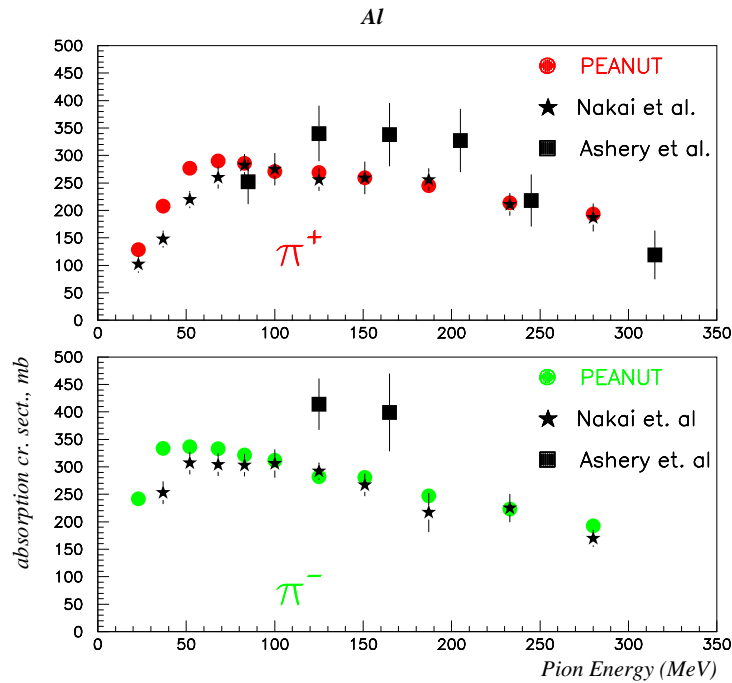 Al
500
450
400
350
300
250
200
150
100
50
0
PEANUT
Nakai et al.
Ashery et al.
π+
0 50 100 150 200 250 300 350
absorption cr. sect., mb
500
450
400
350
300
250
200
150
100
50
0
PEANUT
Nakai et. al
Ashery et. al
π−
0 50 100 150 200 250 300 350
Pion Energy (MeV)